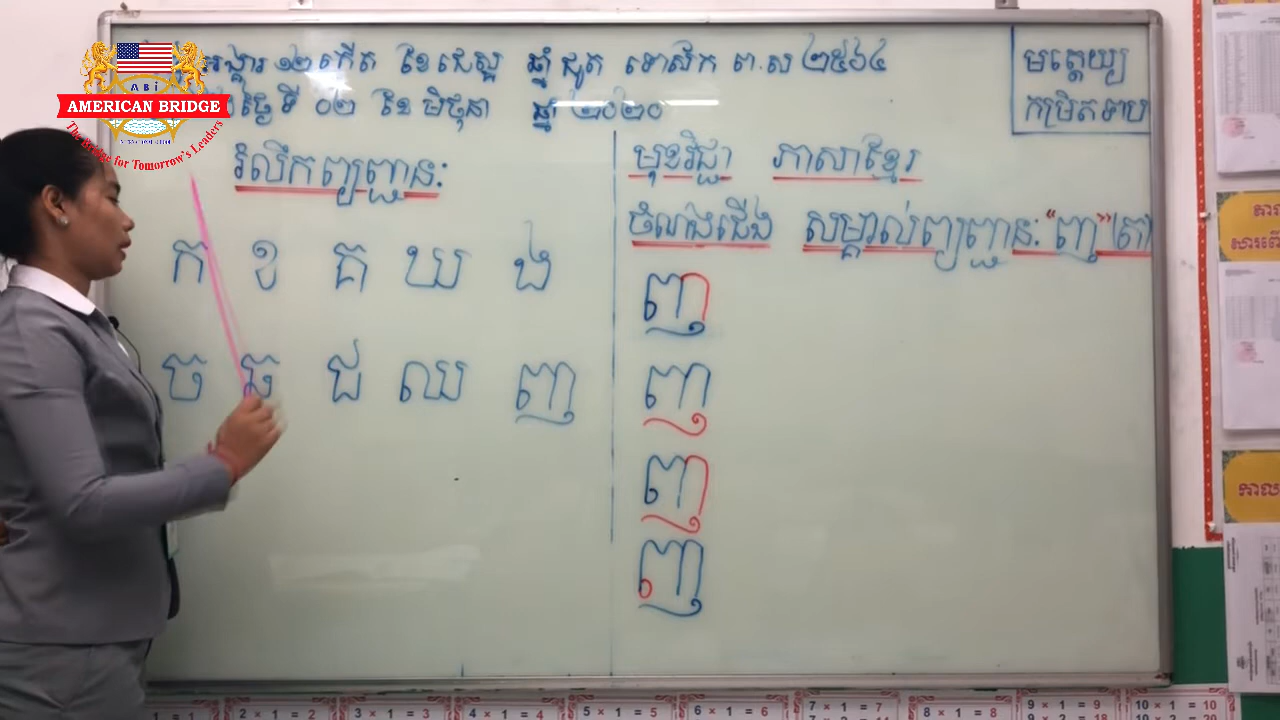 ABi
AMERICAN BRIDGE
The Bridge for Tomorrow's Leaders
អង្គារ ១២ កើត ខែ ជេស្ឋ ឆ្នាំ ជូត ទោស័ក ព.ស ២៥៦៤
ថ្ងៃ ទី ០២ ខែ មិថុនា ឆ្នាំ ២០២០
មត្តេយ្យ
កម្រិតទាប
រំលឹកព្យញ្ជនៈ
ក ខ គ ឃ ង
ច ឆ ជ ឈ ញ
មុខវិជ្ជា ភាសាខ្មែរ
ចំណងជើង សម្គាល់ព្យញ្ជនៈ "ញ" (តា
ញ
ញ
ញ
ញ
1 = 1
2 × 1 = 2
3 × 1 = 3
4 × 1 = 4
5 × 1 = 5
6 × 1 = 6
7 × 1 = 7
8 × 1 = 8
9 × 1 = 9
10 × 1 = 10